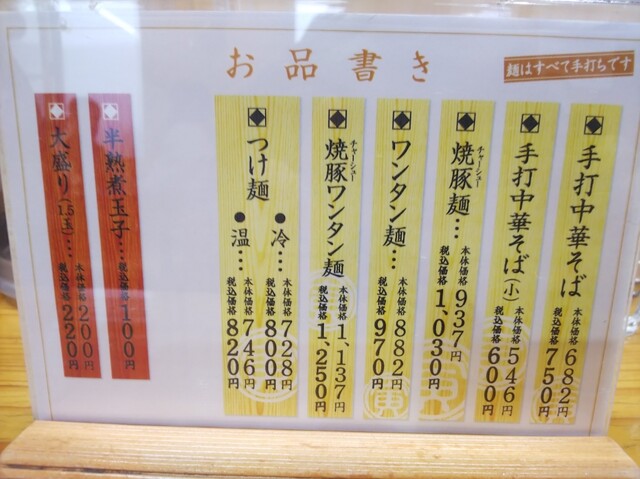 お品書き
麺はすべて手打ちです
手打中華そば
本体価格 682円
税込価格 750円
手打中華そば(小)
本体価格 546円
税込価格 600円
チャーシュー
焼豚麺…
本体価格 937円
税込価格 1,030円
ワンタン麺…
本体価格 882円
税込価格 970円
チャーシュー
焼豚ワンタン麺
本体価格 1,137円
税込価格 1,250円
つけ麺
●冷…
本体価格 728円
税込価格 800円
●温…
本体価格 746円
税込価格 820円
半熟煮玉子…
税込価格 100円
大盛り(1.5玉)…
本体価格 200円
税込価格 220円